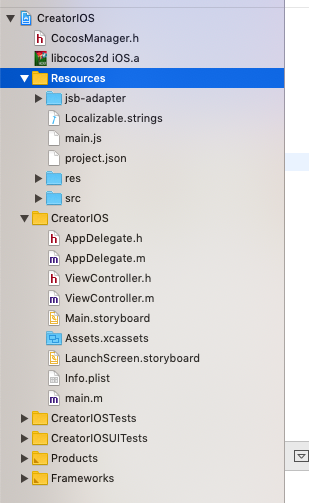 CreatorIOS
CocosManager.h
libcocos2d iOS.a
Resources
jsb-adapter
Localizable.strings
main.js
project.json
res
src
CreatorIOS
AppDelegate.h
AppDelegate.m
ViewController.h
ViewController.m
Main.storyboard
Assets.xcassets
LaunchScreen.storyboard
Info.plist
main.m
CreatorIOSTests
CreatorIOSUITests
Products
Frameworks